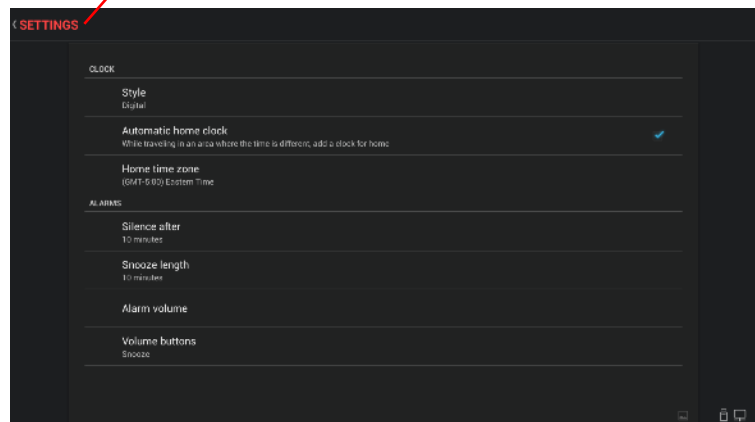 SETTINGS
CLOCK
Style
Digital
Automatic home clock
While traveling in an area where the time is different, add a clock for home
Home time zone
(GMT-5:00) Eastern Time
ALARMS
Silence after
10 minutes
Snooze length
10 minutes
Alarm volume
Volume buttons
Snooze